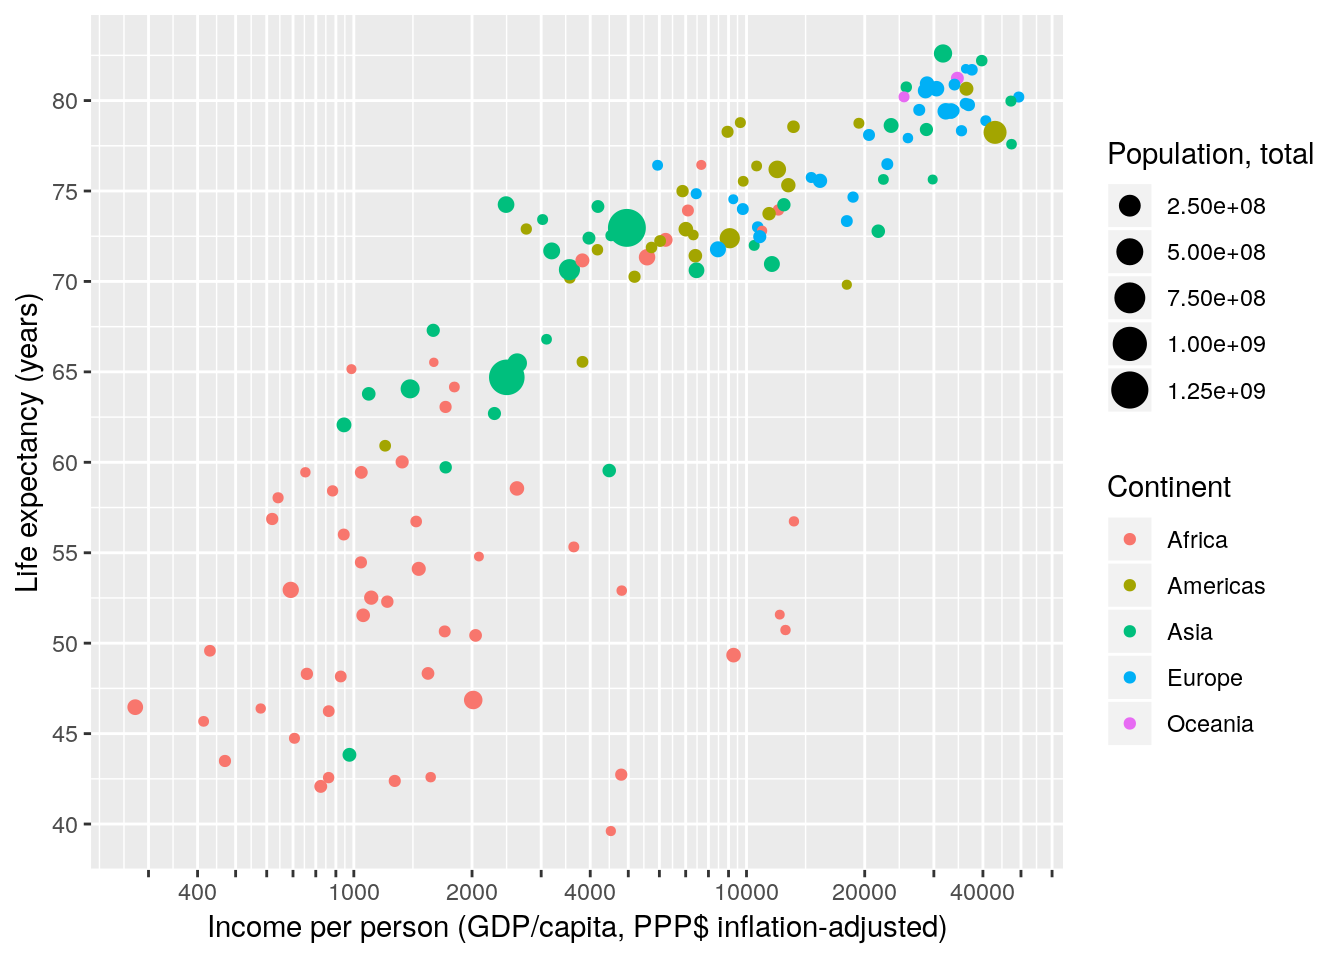 80
75
70
65
60
55
50
45
40
Life expectancy (years)
400 1000 2000 4000 10000 20000 40000
Income per person (GDP/capita, PPP$ inflation-adjusted)
Population, total
2.50e+08
5.00e+08
7.50e+08
1.00e+09
1.25e+09
Continent
Africa
Americas
Asia
Europe
Oceania